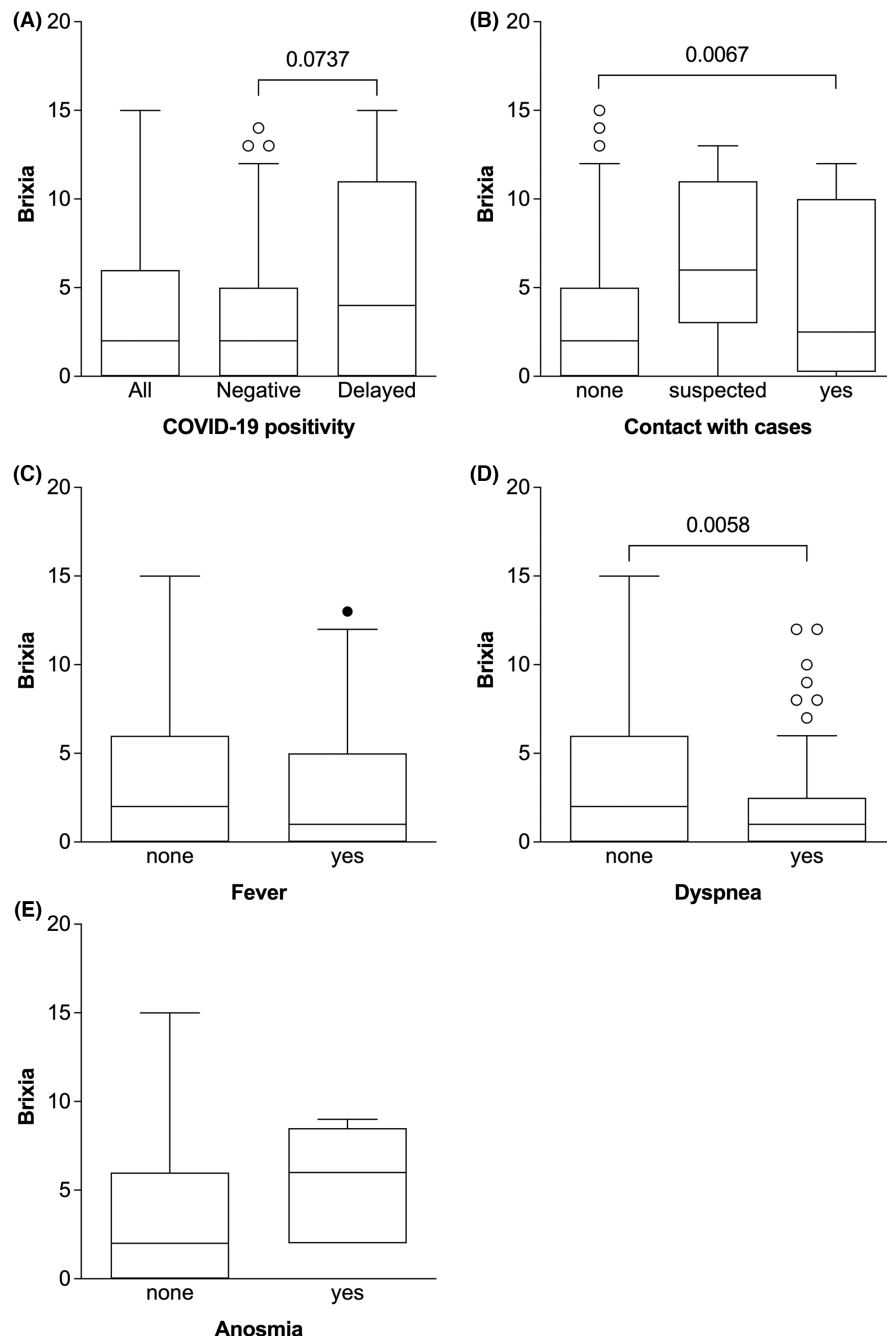 (A)
20
15
10
5
0
Brixia
0.0737
All Negative Delayed
COVID-19 positivity
(B)
20
15
10
5
0
Brixia
0.0067
none suspected yes
Contact with cases
(C)
20
15
10
5
0
Brixia
none yes
Fever
(D)
20
15
10
5
0
Brixia
0.0058
none yes
Dyspnea
(E)
20
15
10
5
0
Brixia
none yes
Anosmia